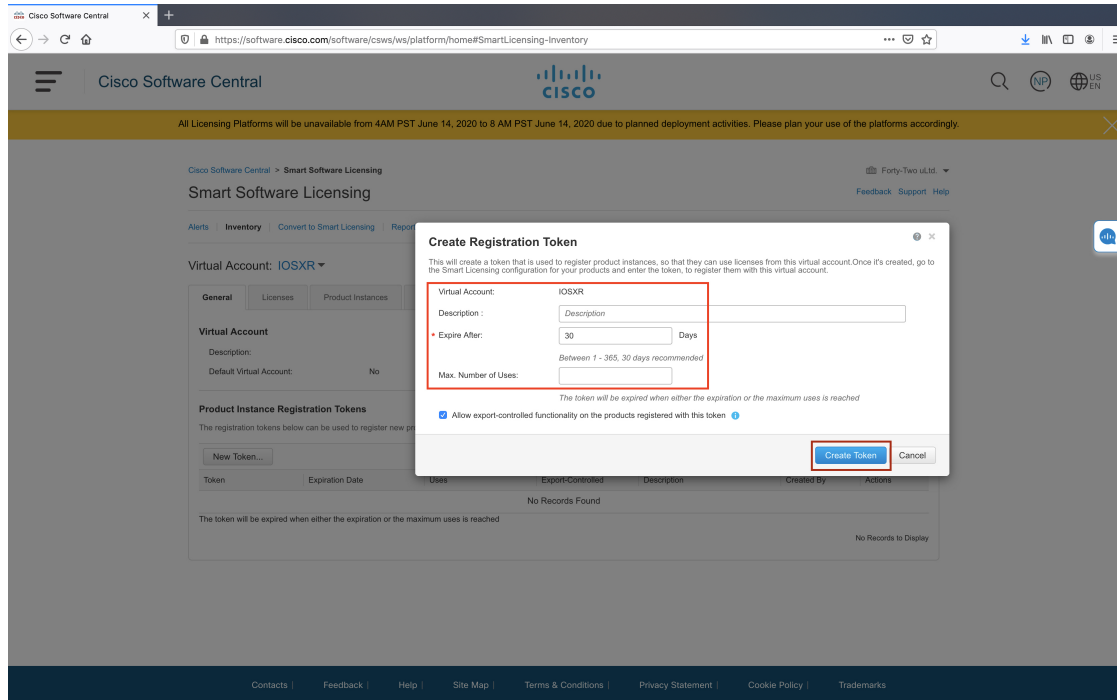 Cisco Software Central
https://software.cisco.com/software/csws/ws/platform/home#SmartLicensing-Inventory
Cisco Software Central
CISCO
NP
US
EN
All Licensing Platforms will be unavailable from 4AM PST June 14, 2020 to 8 AM PST June 14, 2020 due to planned deployment activities. Please plan your use of the platforms accordingly.
Cisco Software Central > Smart Software Licensing
Forty-Two uLtd.
Smart Software Licensing
Feedback Support Help
Alerts | Inventory | Convert to Smart Licensing | Report
Virtual Account: IOSXR
General Licenses Product Instances
Virtual Account
Description:
Default Virtual Account: No
Product Instance Registration Tokens
The registration tokens below can be used to register new pr
New Token...
Token Expiration Date Uses Export-Controlled Description Created By Actions
No Records Found
The token will be expired when either the expiration or the maximum uses is reached
No Records to Display
Create Registration Token
This will create a token that is used to register product instances, so that they can use licenses from this virtual account.Once it's created, go to
the Smart Licensing configuration for your products and enter the token, to register them with this virtual account.
Virtual Account: IOSXR
Description : Description
* Expire After: 30 Days
Between 1 - 365, 30 days recommended
Max. Number of Uses:
The token will be expired when either the expiration or the maximum uses is reached
Allow export-controlled functionality on the products registered with this token
Create Token Cancel
Contacts | Feedback | Help | Site Map | Terms & Conditions | Privacy Statement | Cookie Policy | Trademarks